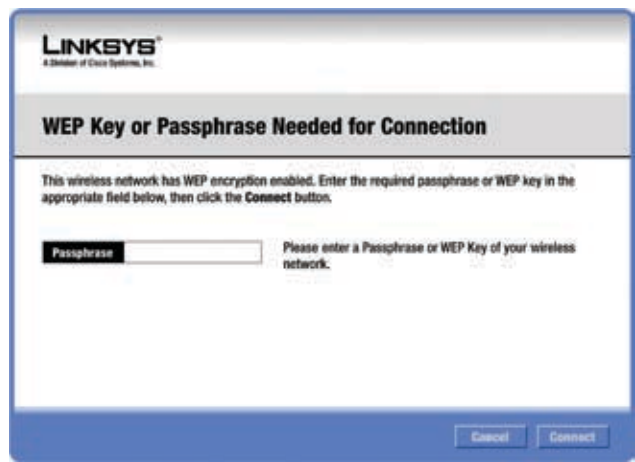 LINKSYS®
A Division of Cisco Systems, Inc.
WEP Key or Passphrase Needed for Connection
This wireless network has WEP encryption enabled. Enter the required passphrase or WEP key in the
appropriate field below, then click the Connect button.
Passphrase
Please enter a Passphrase or WEP Key of your wireless
network.
Cancel
Connect